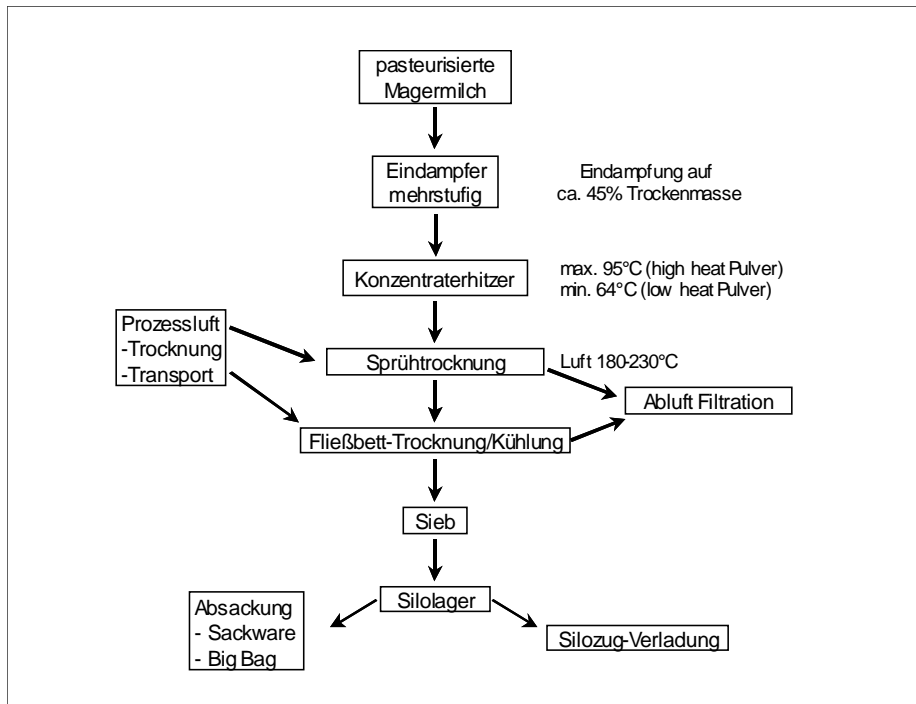 pasteurisierte
Magermilch
Eindampfer
mehrstufig
Eindampfung auf
ca. 45% Trockenmasse
Konzentraterhitzer
max. 95°C (high heat Pulver)
min. 64°C (low heat Pulver)
Prozessluft
-Trocknung
-Transport
Sprühtrocknung
Luft 180-230°C
Abluft Filtration
Fließbett-Trocknung/Kühlung
Sieb
Silolager
Absackung
- Sackware
- Big Bag
Silozug-Verladung